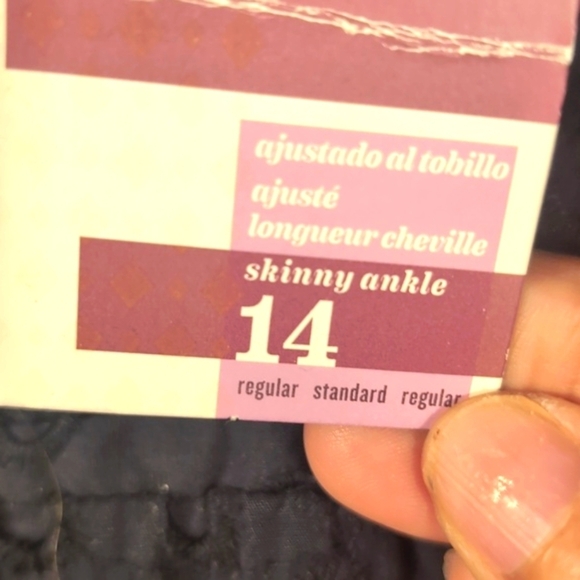 ajustado al tobillo
ajusté
longueur cheville
skinny ankle
14
regular standard regular